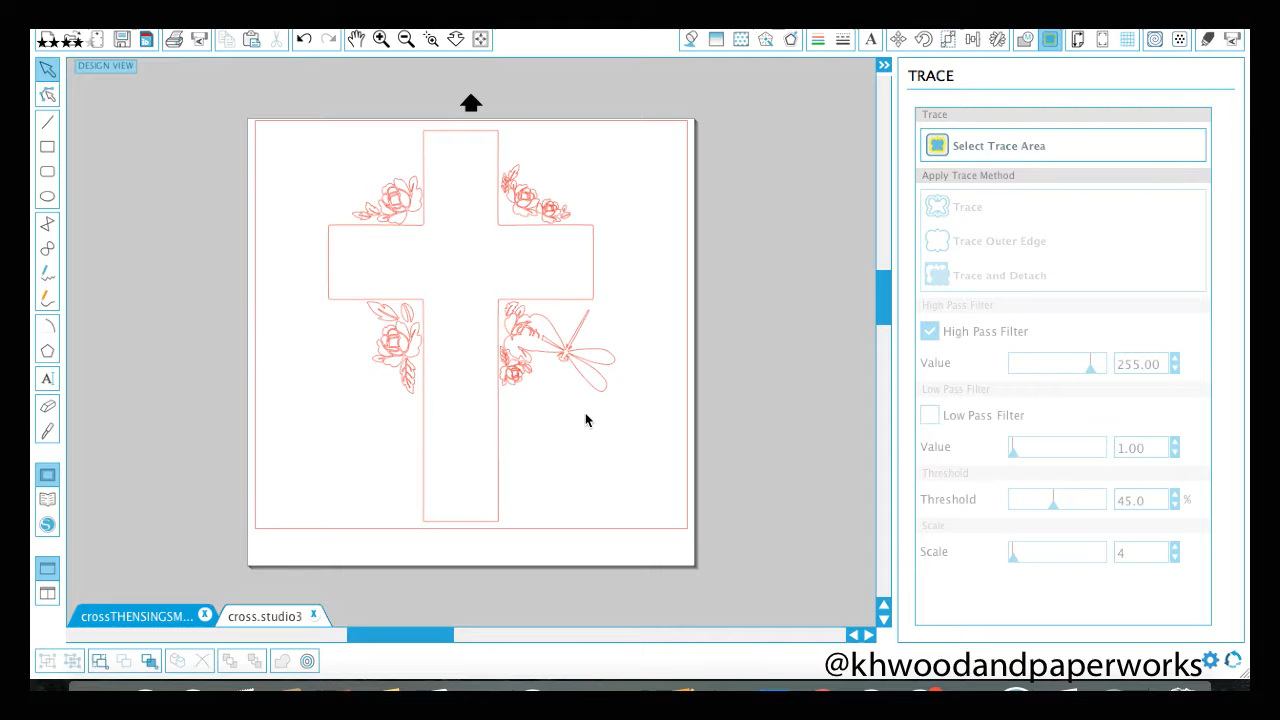 DESIGN VIEW
TRACE
Trace
Select Trace Area
Apply Trace Method
Trace
Trace Outer Edge
Trace and Detach
High Pass Filter
High Pass Filter
Value 255.00
Low Pass Filter
Low Pass Filter
Value 1.00
Threshold
Threshold 45.0 %
Scale
Scale 4
crossTHENSINGSM... x cross.studio3 x
@khwoodandpaperworks